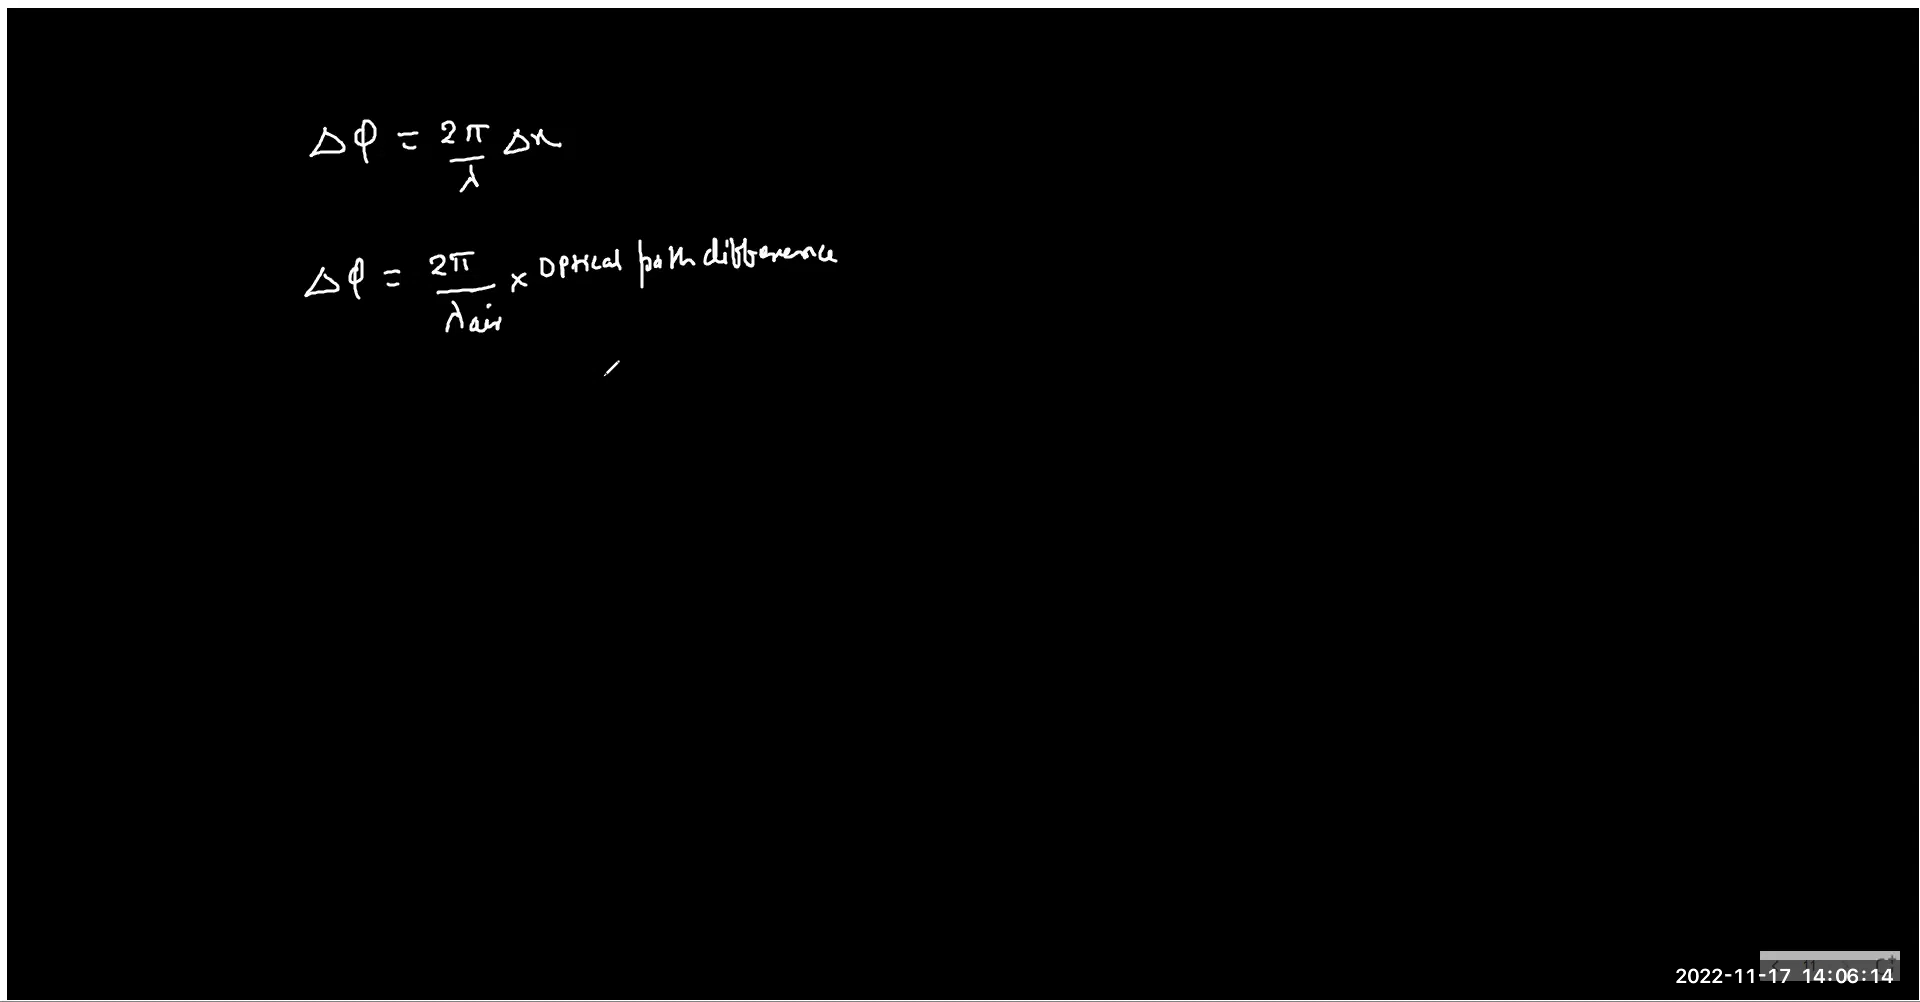 Δφ = 2π/λ Δx
Δφ = 2π/λair × Optical path difference
2022-11-17 14:06:14